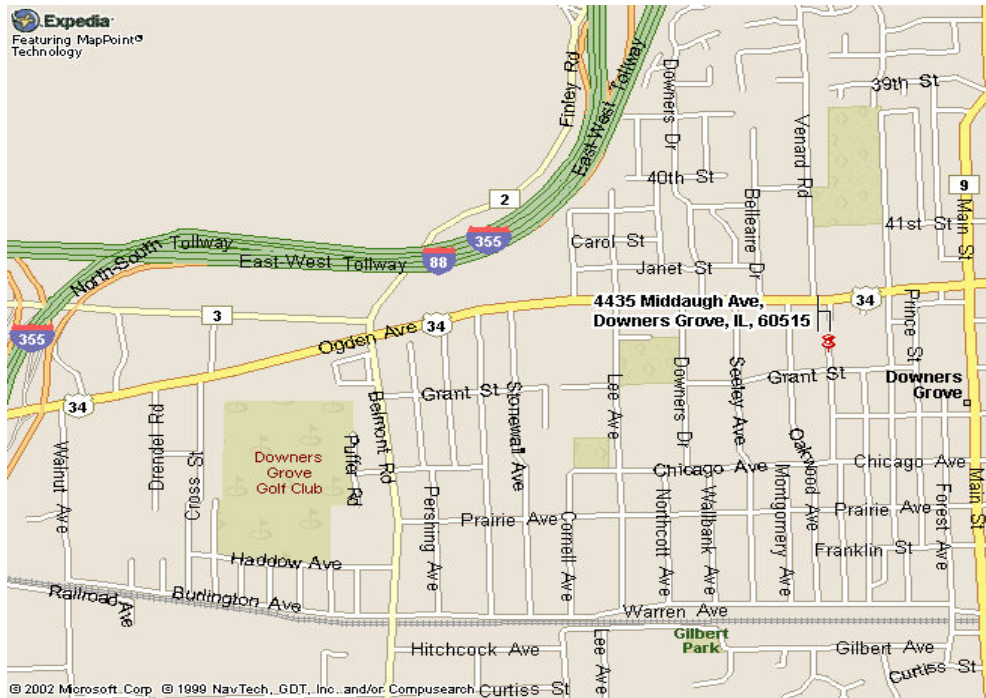 Expedia
Featuring MapPoint®
Technology
Finley Rd
East West Tollway
Downers Dr
Venard Rd
39th St
40th St
2
9
Main St
Belleaire Dr
41st St
Carol St
355
88
North-South Tollway
East West Tollway
Janet St
4435 Middaugh Ave,
Downers Grove, IL, 60515
34
Prince St
3
355
34
Ogden Ave
Grant St
Downers
Grove
Grant St
Stonewall Ave
Lee Ave
Downers Dr
Seeley Ave
34
Belmont Rd
Drendel Rd
Walnut Ave
Cross St
Puffer Rd
Downers
Grove
Golf Club
Oakwood Ave
Chicago Ave
Chicago Ave
Main St
Pershing Ave
Prairie Ave
Cornell Ave
Northcott Ave
Wallbank Ave
Montgomery Ave
Prairie Ave
Forest Ave
Franklin St
Haddow Ave
Railroad Ave
Burlington Ave
Warren Ave
Gilbert
Park
Hitchcock Ave
Lee Ave
Gilbert Ave
Curtiss St
Curtiss St
© 2002 Microsoft Corp © 1999 NavTech, GDT, Inc. and/or Compusearch